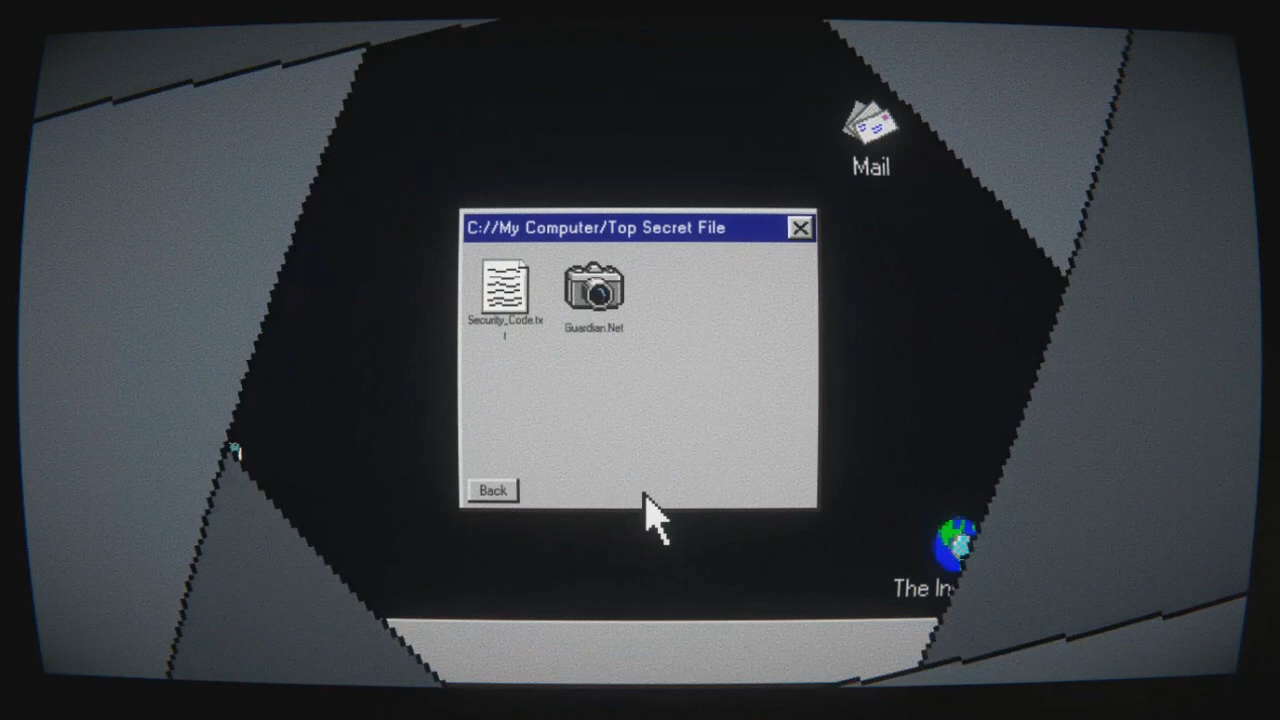 Mail
C://My Computer/Top Secret File
Security_Code.tx
t
Guardian.Net
Back
The In